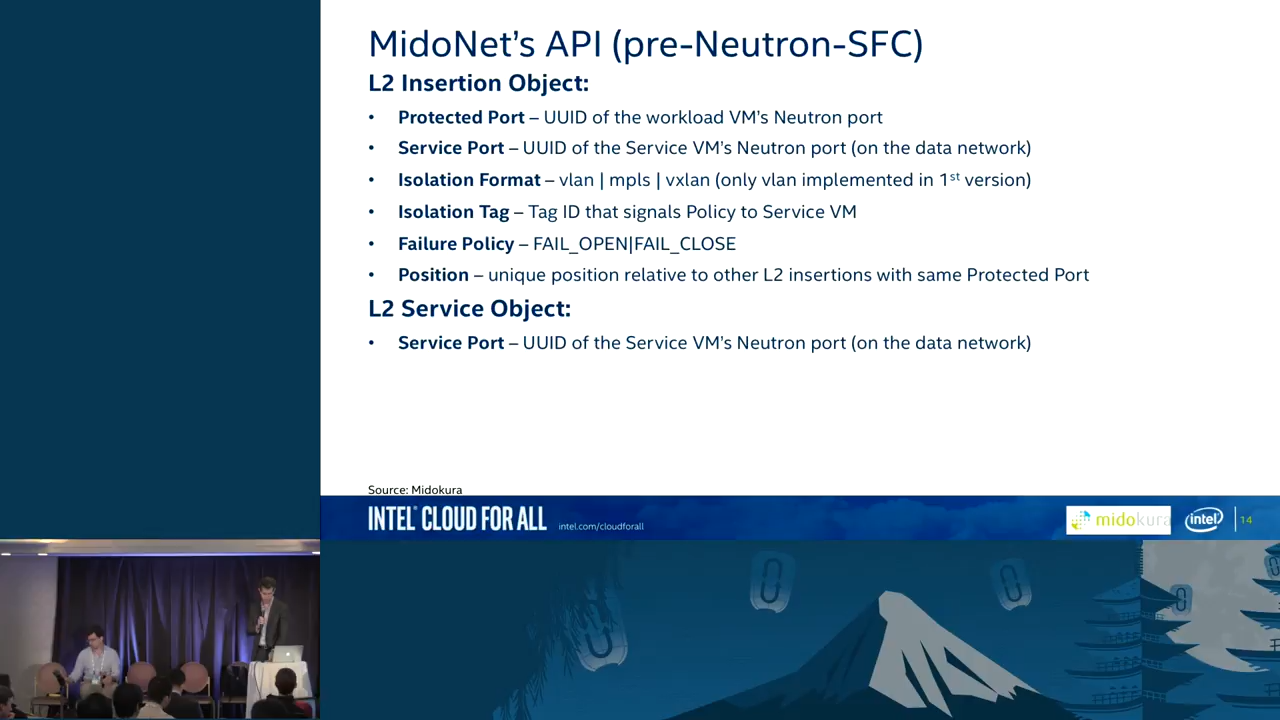 MidoNet's API (pre-Neutron-SFC)
L2 Insertion Object:
• Protected Port – UUID of the workload VM's Neutron port
• Service Port – UUID of the Service VM's Neutron port (on the data network)
• Isolation Format – vlan | mpls | vxlan (only vlan implemented in 1st version)
• Isolation Tag – Tag ID that signals Policy to Service VM
• Failure Policy – FAIL_OPEN|FAIL_CLOSE
• Position – unique position relative to other L2 insertions with same Protected Port
L2 Service Object:
• Service Port – UUID of the Service VM's Neutron port (on the data network)
Source: Midokura
INTEL® CLOUD FOR ALL intel.com/cloudforall
midokura intel 14